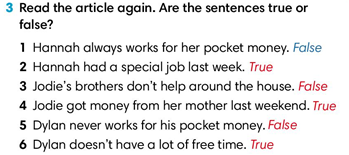 3 Read the article again. Are the sentences true or
false?
1 Hannah always works for her pocket money. False
2 Hannah had a special job last week. True
3 Jodie's brothers don't help around the house. False
4 Jodie got money from her mother last weekend. True
5 Dylan never works for his pocket money. False
6 Dylan doesn't have a lot of free time. True